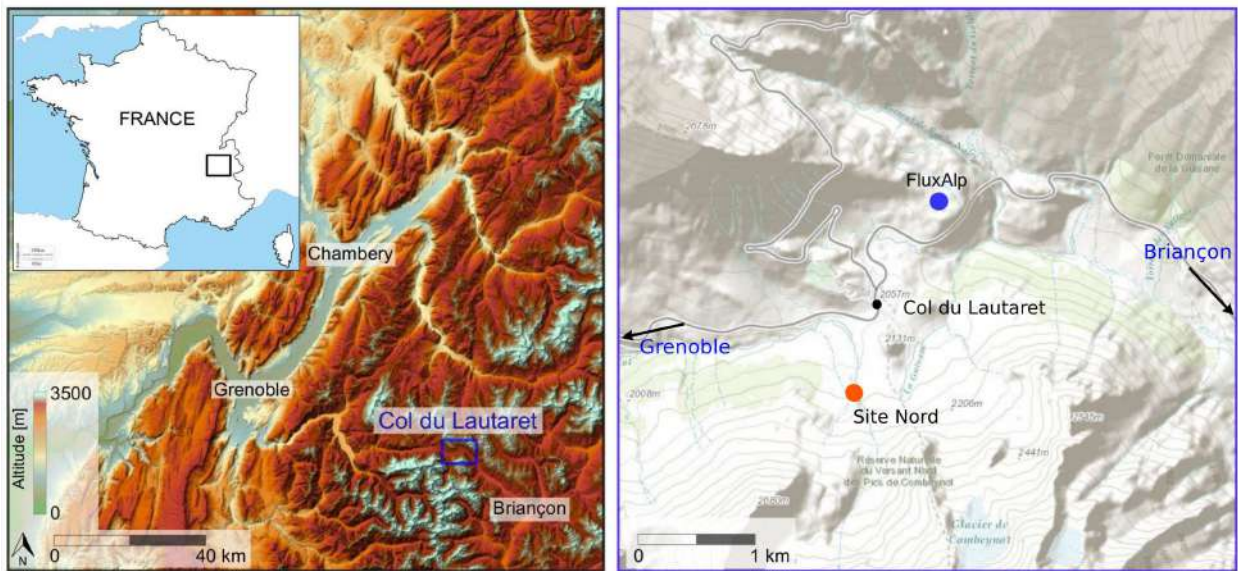 FRANCE
Chambery
Grenoble
Col du Lautaret
Briançon
Altitude [m]
3500
0
N
0
40 km
2678m
FluxAlp
Forêt Domaniale
de la Guisane
Briançon
2057m
Col du Lautaret
Grenoble
2131m
La Guisane
2008m
Site Nord
2206m
2441m
Réserve Naturelle
du Versant Nord
des Pics de Combeynot
Glacier de
Combeynot
0
1 km